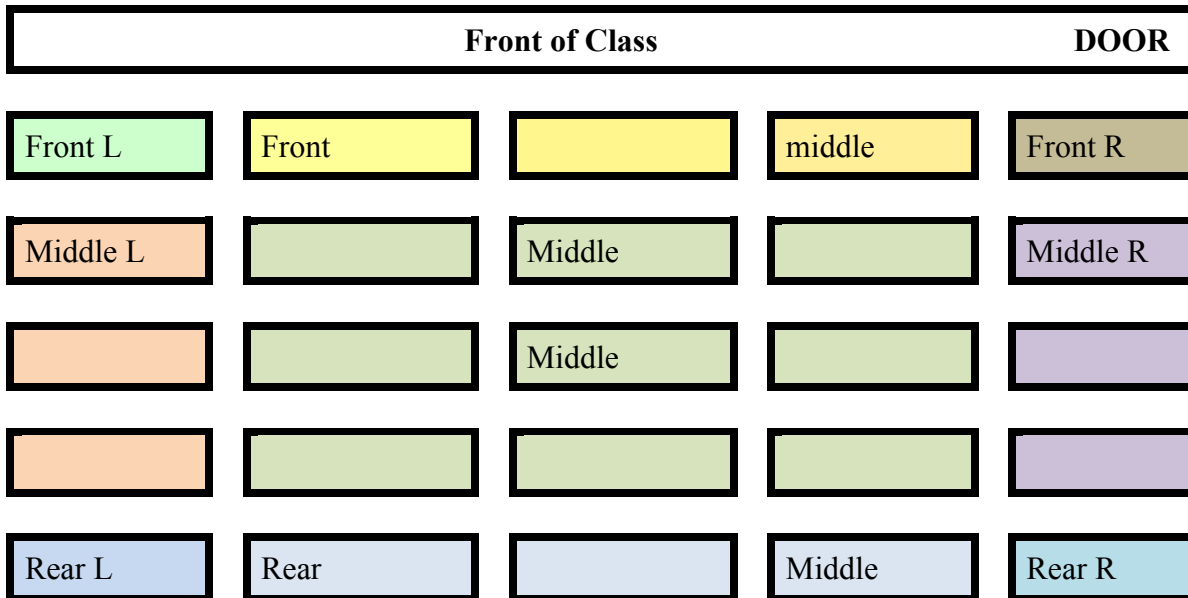 Front of Class DOOR
Front L Front middle Front R
Middle L Middle Middle R
Middle
Rear L Rear Middle Rear R